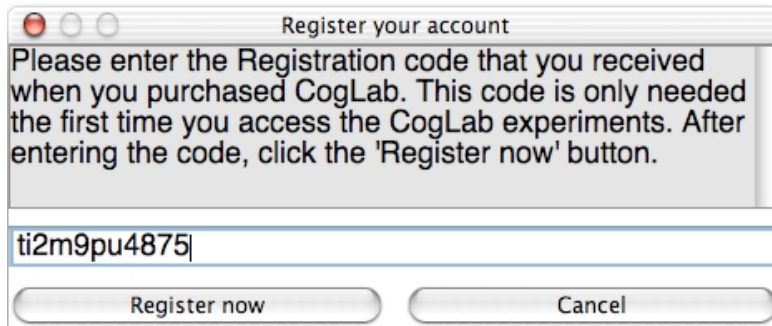 Register your account
Please enter the Registration code that you received
when you purchased CogLab. This code is only needed
the first time you access the CogLab experiments. After
entering the code, click the 'Register now' button.
ti2m9pu4875
Register now Cancel